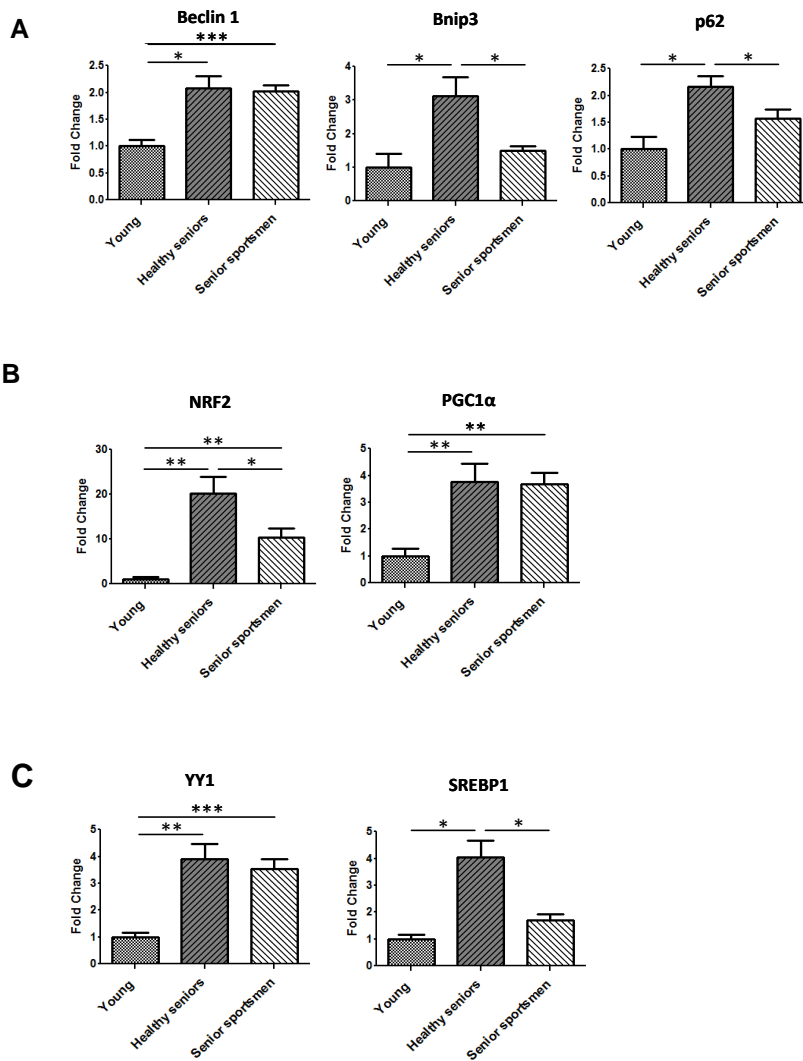 A
Beclin 1
***
*
Fold Change
2.5
2.0
1.5
1.0
0.5
0.0
Young
Healthy seniors
Senior sportsmen
Bnip3
*
*
Fold Change
4
3
2
1
0
Young
Healthy seniors
Senior sportsmen
p62
*
*
Fold Change
2.5
2.0
1.5
1.0
0.5
0.0
Young
Healthy seniors
Senior sportsmen
B
NRF2
**
**
*
Fold Change
30
20
10
0
Young
Healthy seniors
Senior sportsmen
PGC1α
**
**
Fold Change
5
4
3
2
1
0
Young
Healthy seniors
Senior sportsmen
C
YY1
***
**
Fold Change
5
4
3
2
1
0
Young
Healthy seniors
Senior sportsmen
SREBP1
*
*
Fold Change
5
4
3
2
1
0
Young
Healthy seniors
Senior sportsmen